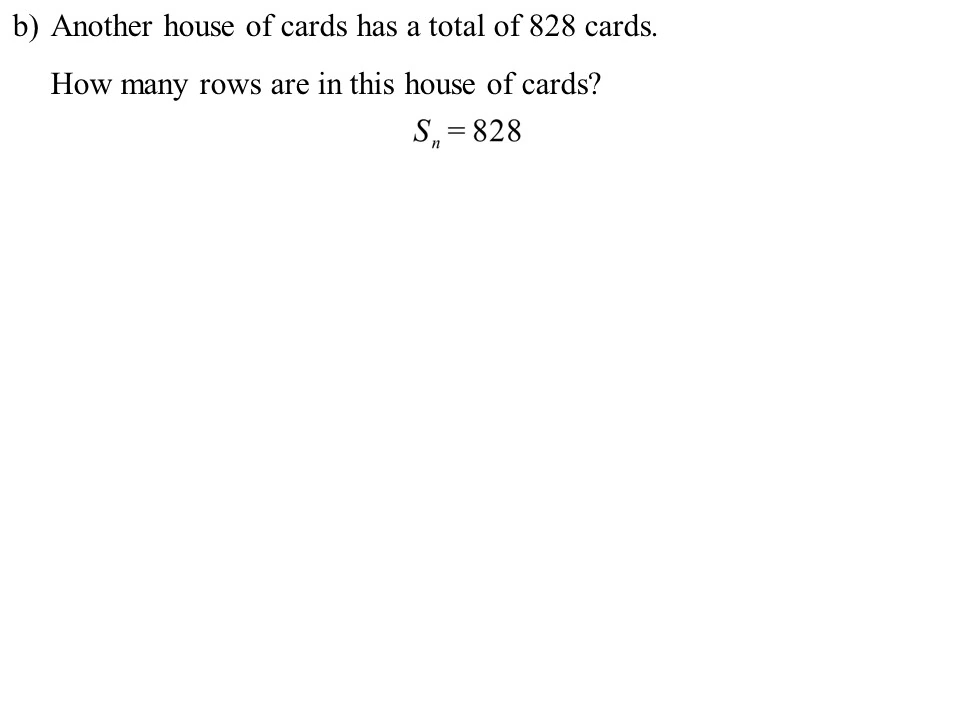 b) Another house of cards has a total of 828 cards.
How many rows are in this house of cards?
Sₙ = 828